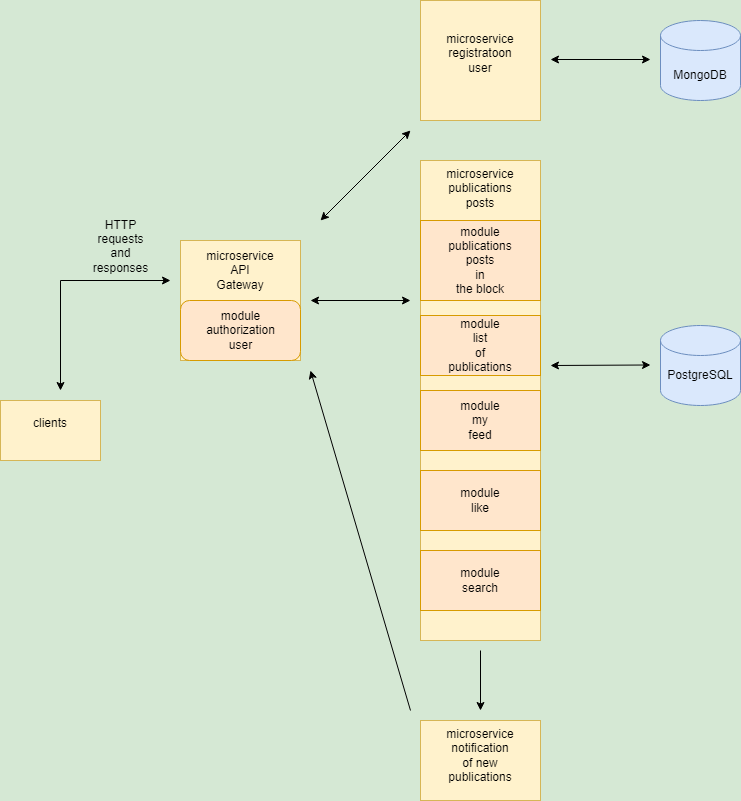 microservice
registratoon
user
MongoDB
microservice
publications
posts
module
publications
posts
in
the block
HTTP
requests
and
responses
microservice
API
Gateway
module
authorization
user
module
list
of
publications
PostgreSQL
clients
module
my
feed
module
like
module
search
microservice
notification
of new
publications